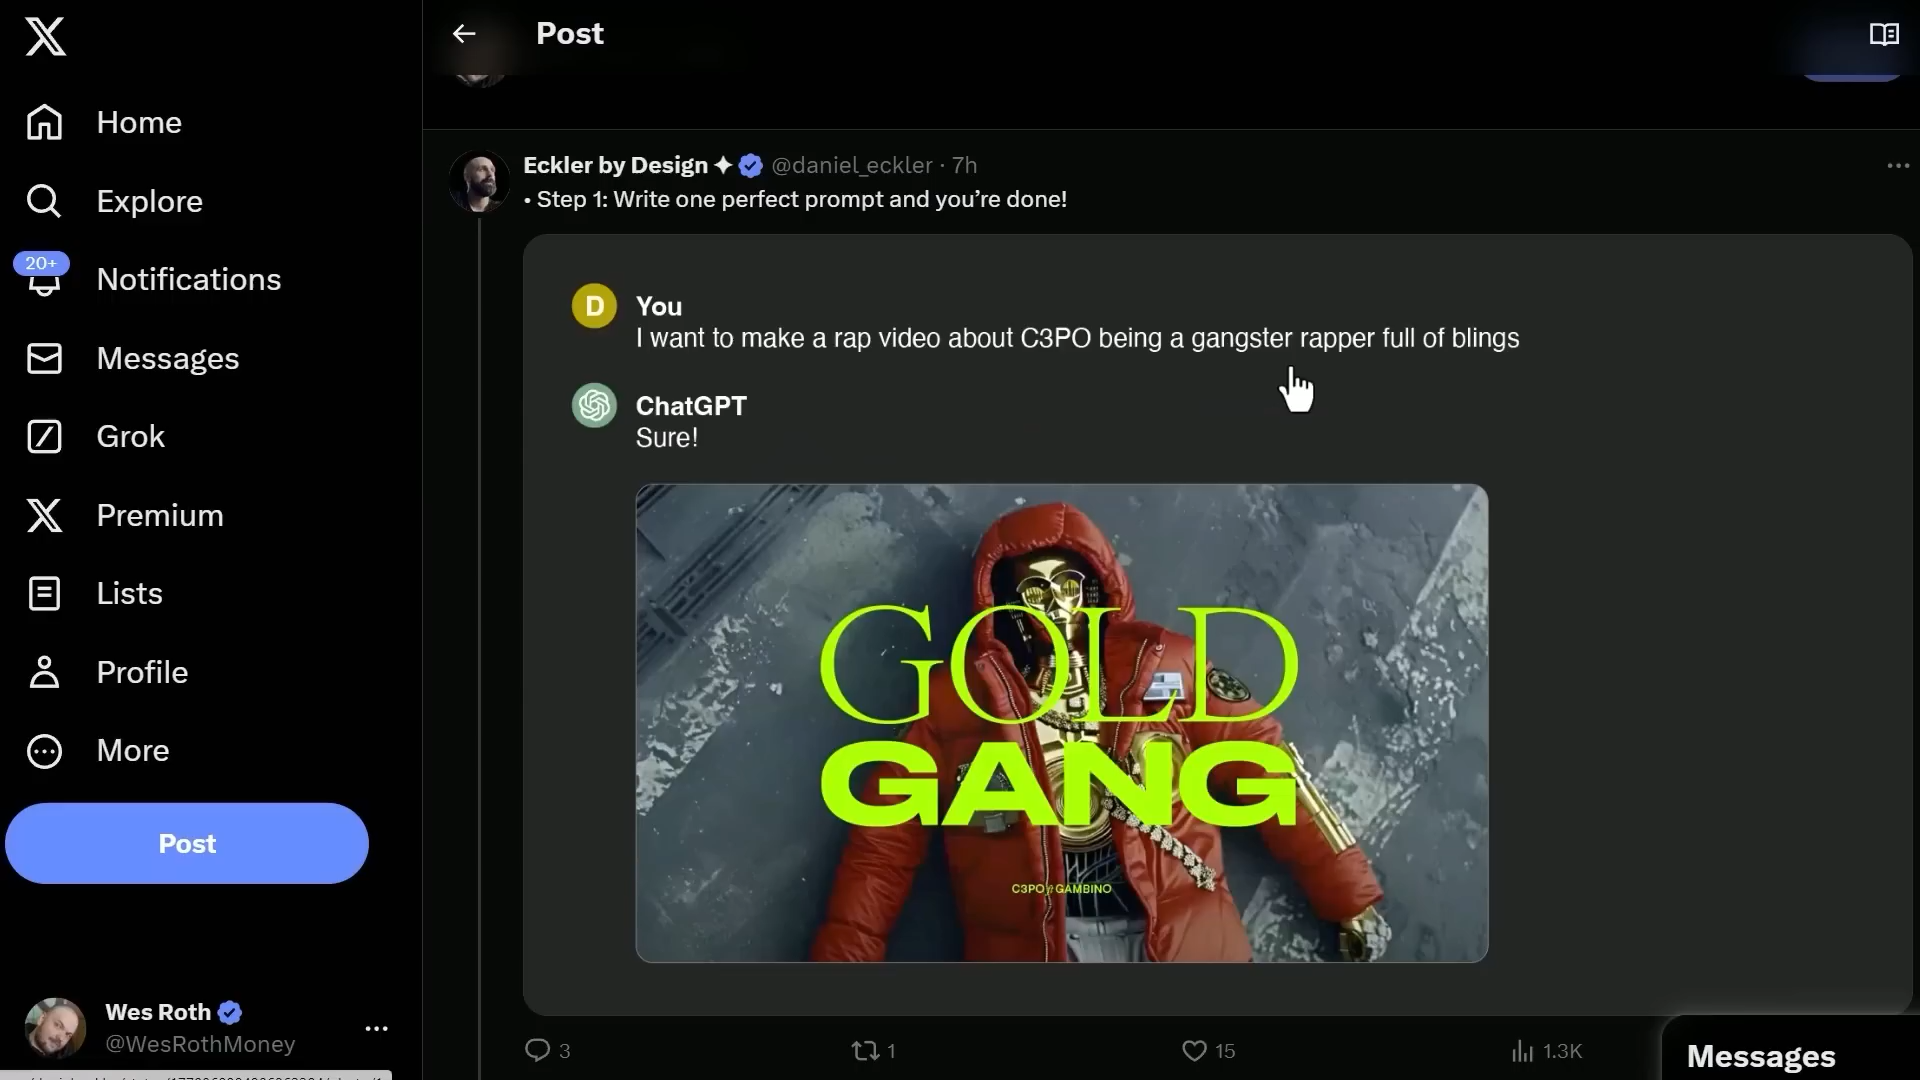 Post
Home
Explore
20+
Notifications
Messages
Grok
Premium
Lists
Profile
More
Post
Wes Roth
@WesRothMoney
Eckler by Design ✦ @daniel_eckler · 7h
• Step 1: Write one perfect prompt and you’re done!
D
You
I want to make a rap video about C3PO being a gangster rapper full of blings
ChatGPT
Sure!
GOLD
GANG
C3PO GAMBINO
3
1
15
1.3K
Messages